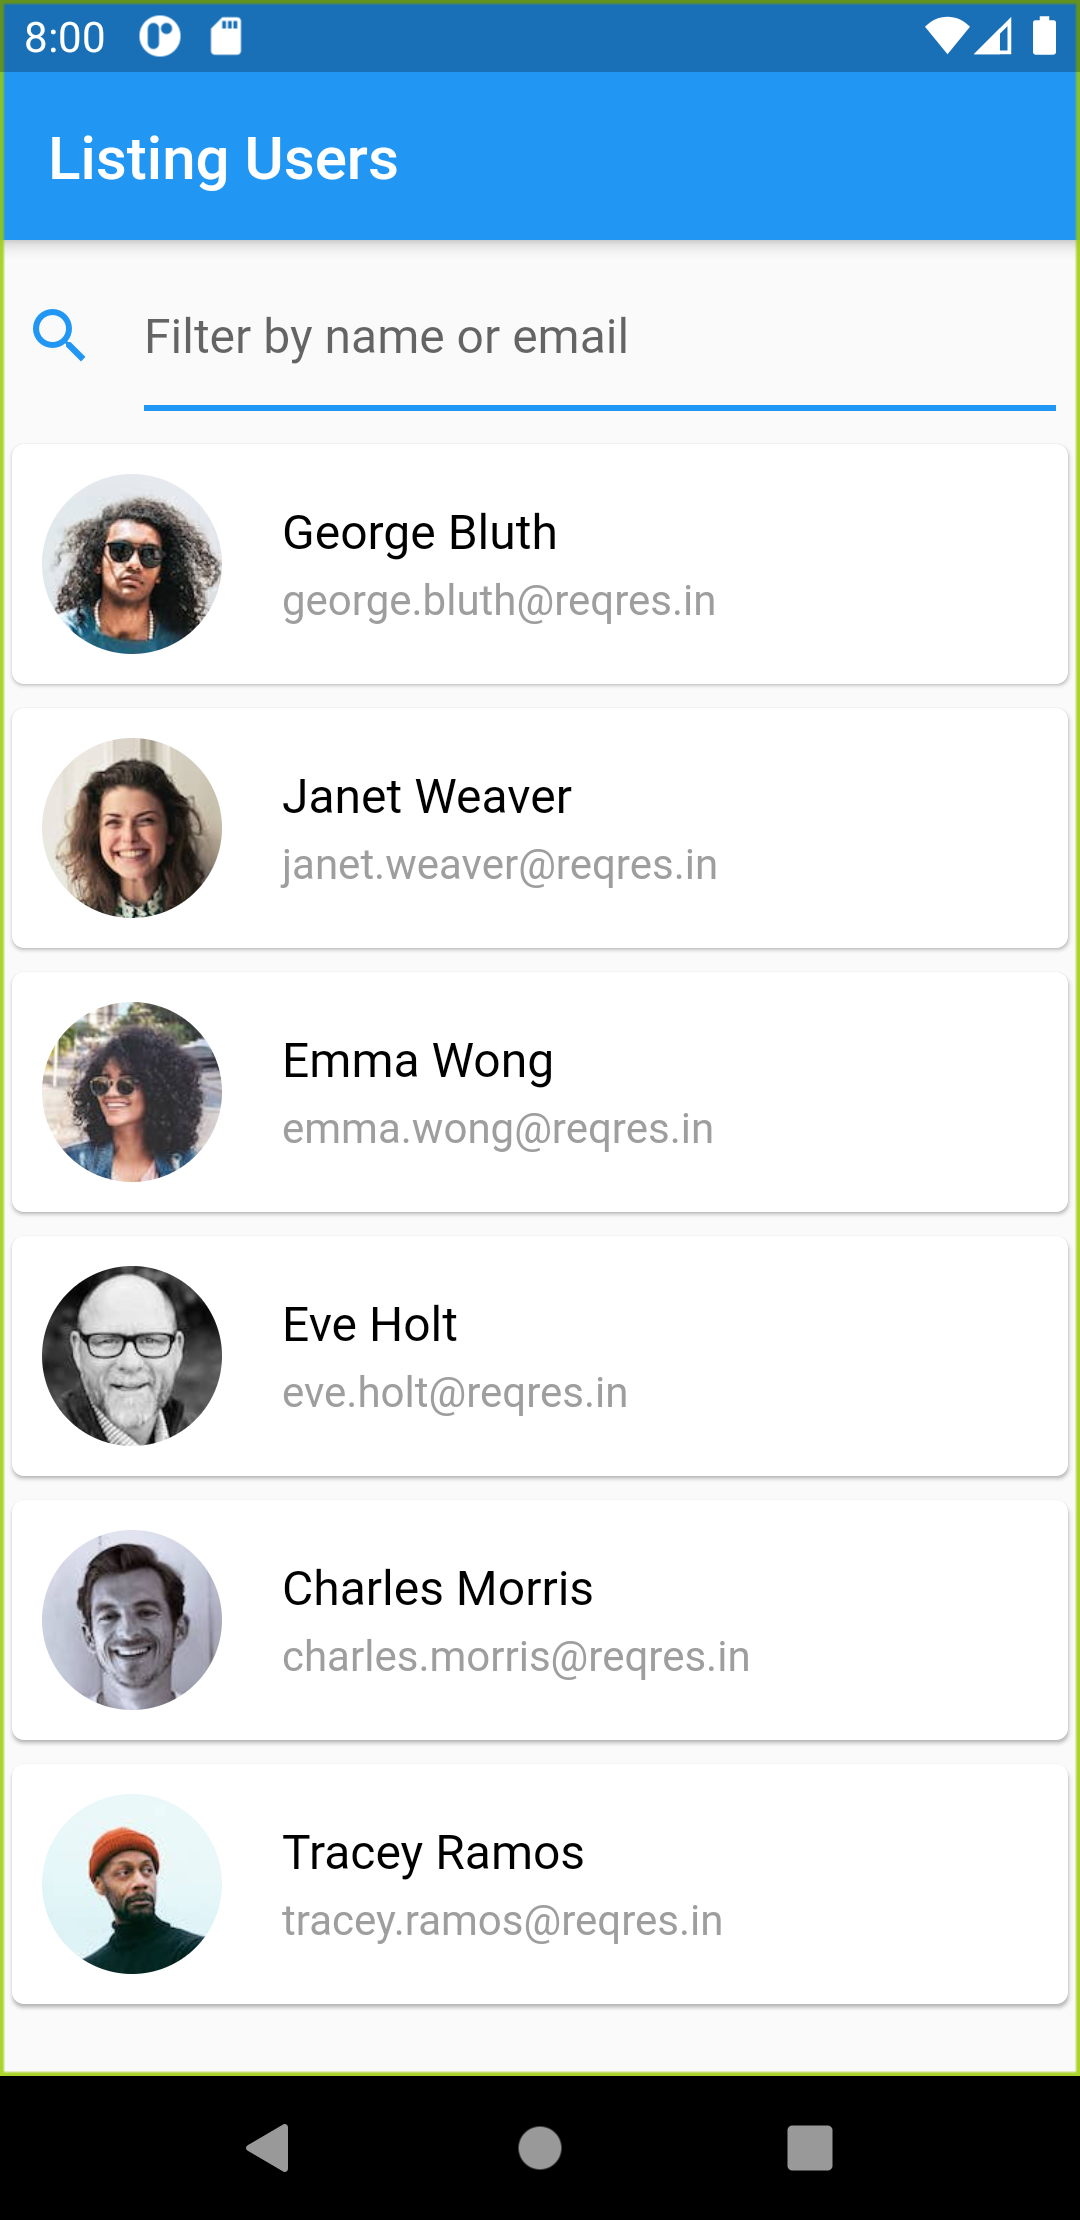 8:00
Listing Users
Filter by name or email
George Bluth
george.bluth@reqres.in
Janet Weaver
janet.weaver@reqres.in
Emma Wong
emma.wong@reqres.in
Eve Holt
eve.holt@reqres.in
Charles Morris
charles.morris@reqres.in
Tracey Ramos
tracey.ramos@reqres.in